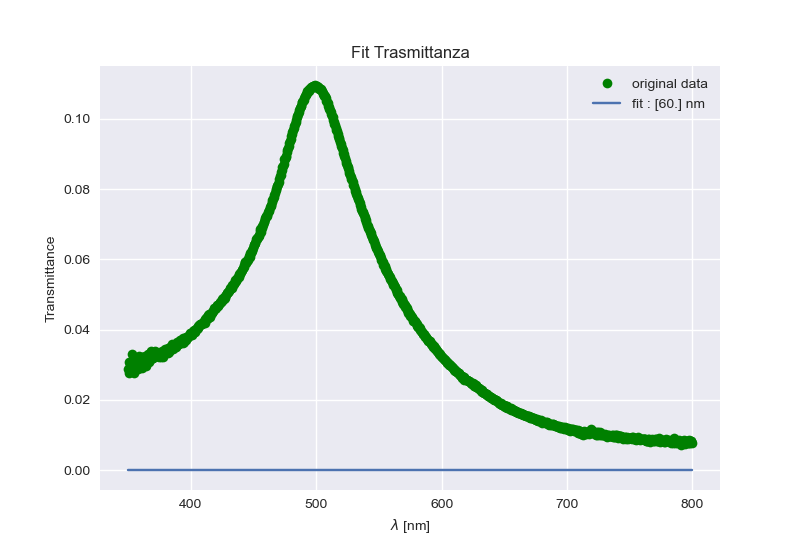 Fit Trasmittanza
original data
fit : [60.] nm
Transmittance
0.10
0.08
0.06
0.04
0.02
0.00
400
500
600
700
800
λ [nm]